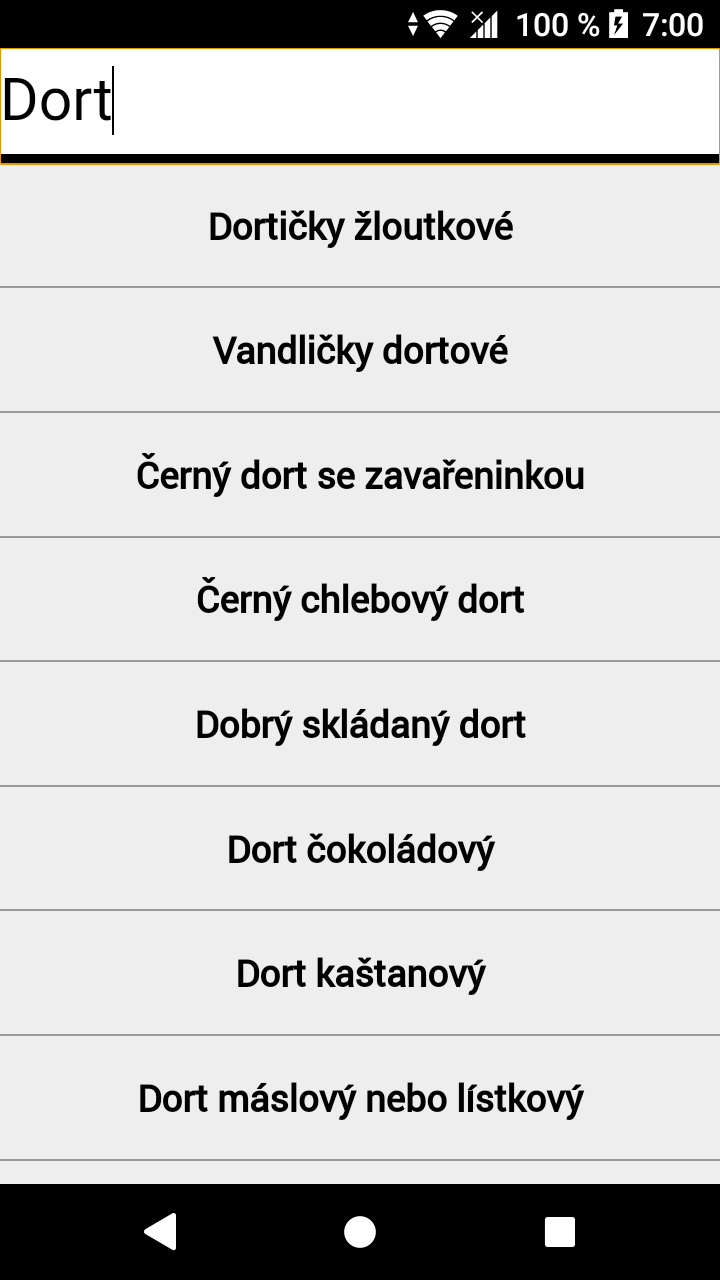 100 % 7:00
Dort
Dortičky žloutkové
Vandličky dortové
Černý dort se zavařeninkou
Černý chlebový dort
Dobrý skládaný dort
Dort čokoládový
Dort kaštanový
Dort máslový nebo lístkový